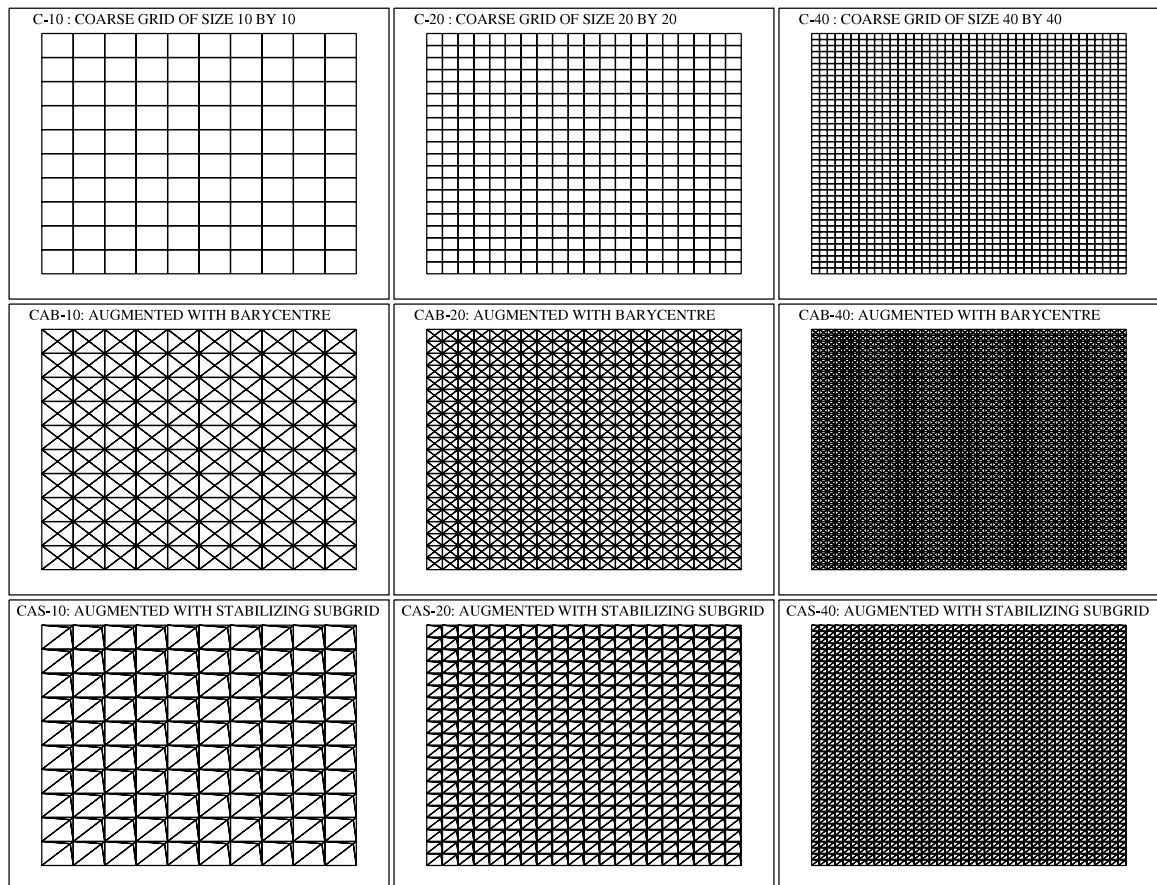 C-10 : COARSE GRID OF SIZE 10 BY 10
C-20 : COARSE GRID OF SIZE 20 BY 20
C-40 : COARSE GRID OF SIZE 40 BY 40
CAB-10: AUGMENTED WITH BARYCENTRE
CAB-20: AUGMENTED WITH BARYCENTRE
CAB-40: AUGMENTED WITH BARYCENTRE
CAS-10: AUGMENTED WITH STABILIZING SUBGRID
CAS-20: AUGMENTED WITH STABILIZING SUBGRID
CAS-40: AUGMENTED WITH STABILIZING SUBGRID